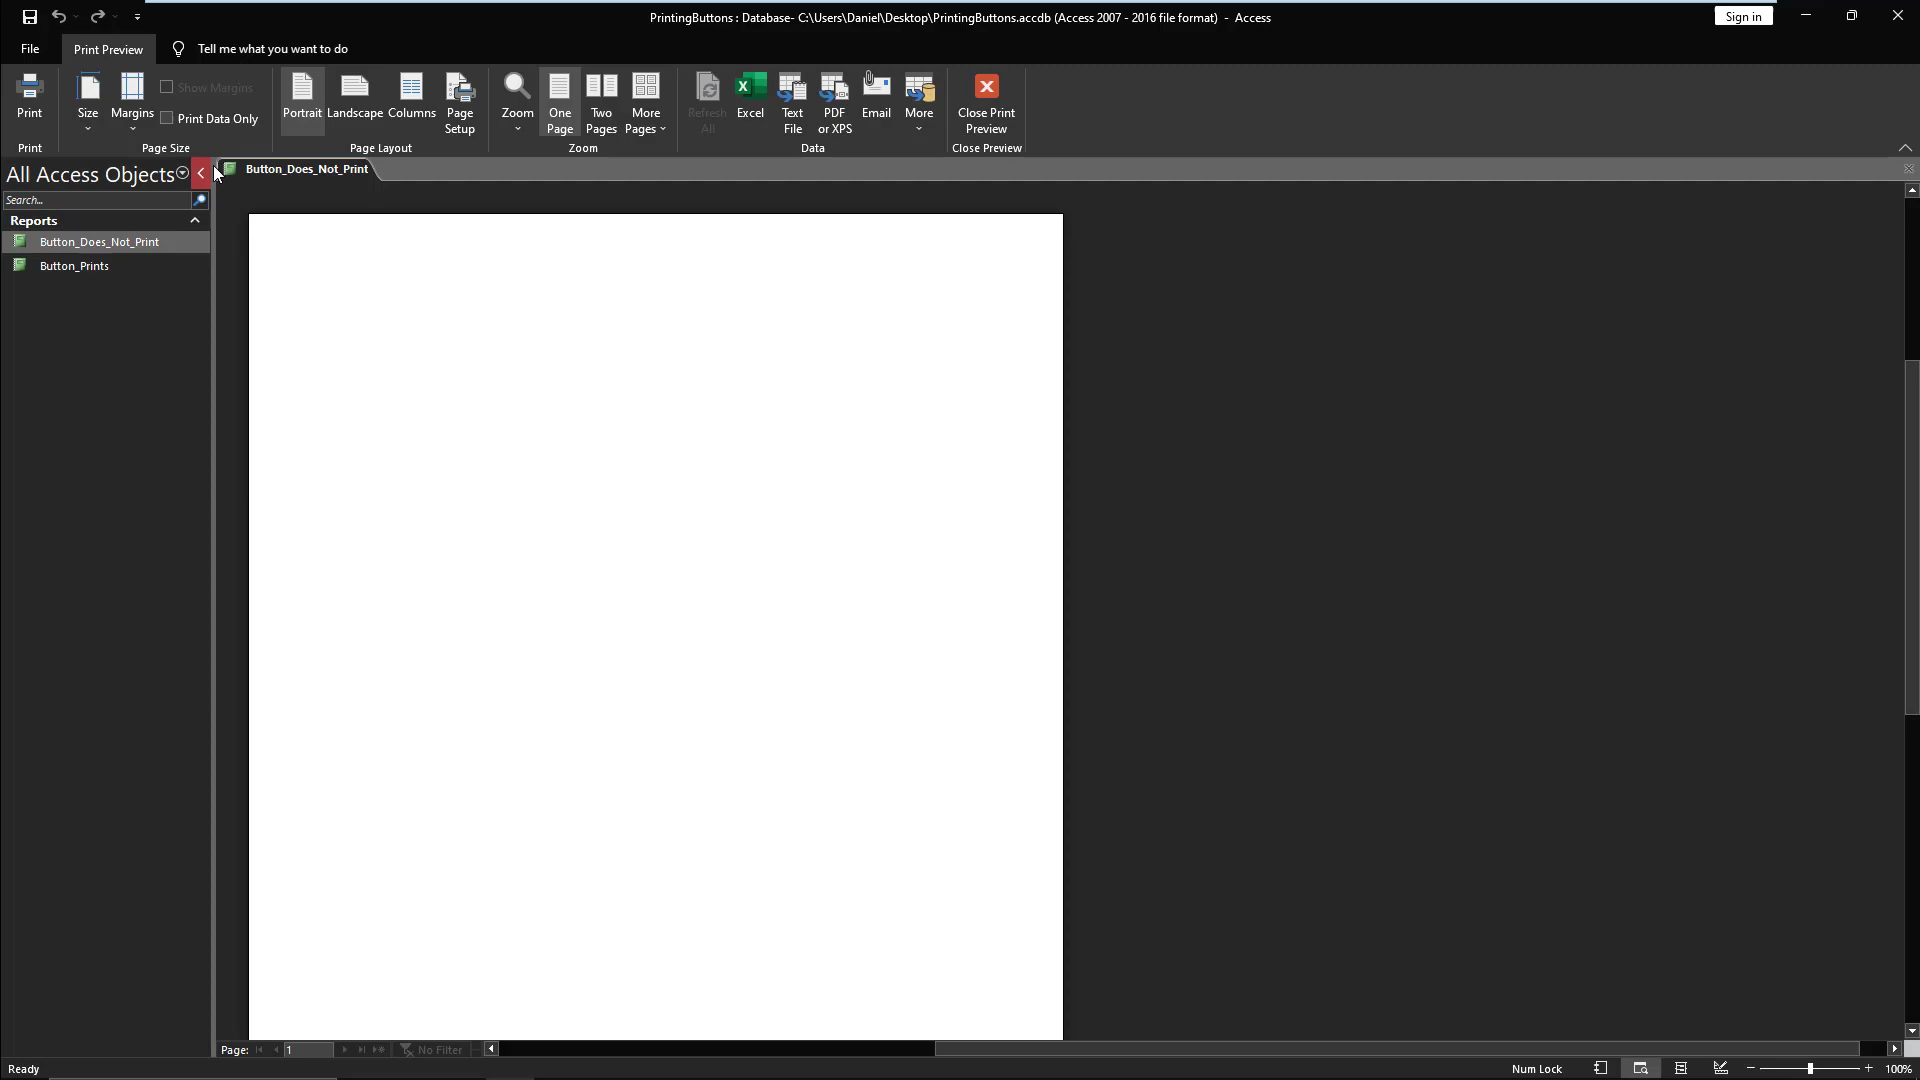 PrintingButtons : Database- C:\Users\Daniel\Desktop\PrintingButtons.accdb (Access 2007 - 2016 file format) - Access
Sign in
File
Print Preview
Tell me what you want to do
Print
Size
Margins
Show Margins
Print Data Only
Portrait
Landscape
Columns
Page Setup
Zoom
One Page
Two Pages
More Pages
Refresh All
Excel
Text File
PDF or XPS
Email
More
Close Print Preview
Print
Page Size
Page Layout
Zoom
Data
Close Preview
All Access Objects
Button_Does_Not_Print
Search...
Reports
Button_Does_Not_Print
Button_Prints
Page:
1
No Filter
Ready
Num Lock
100%